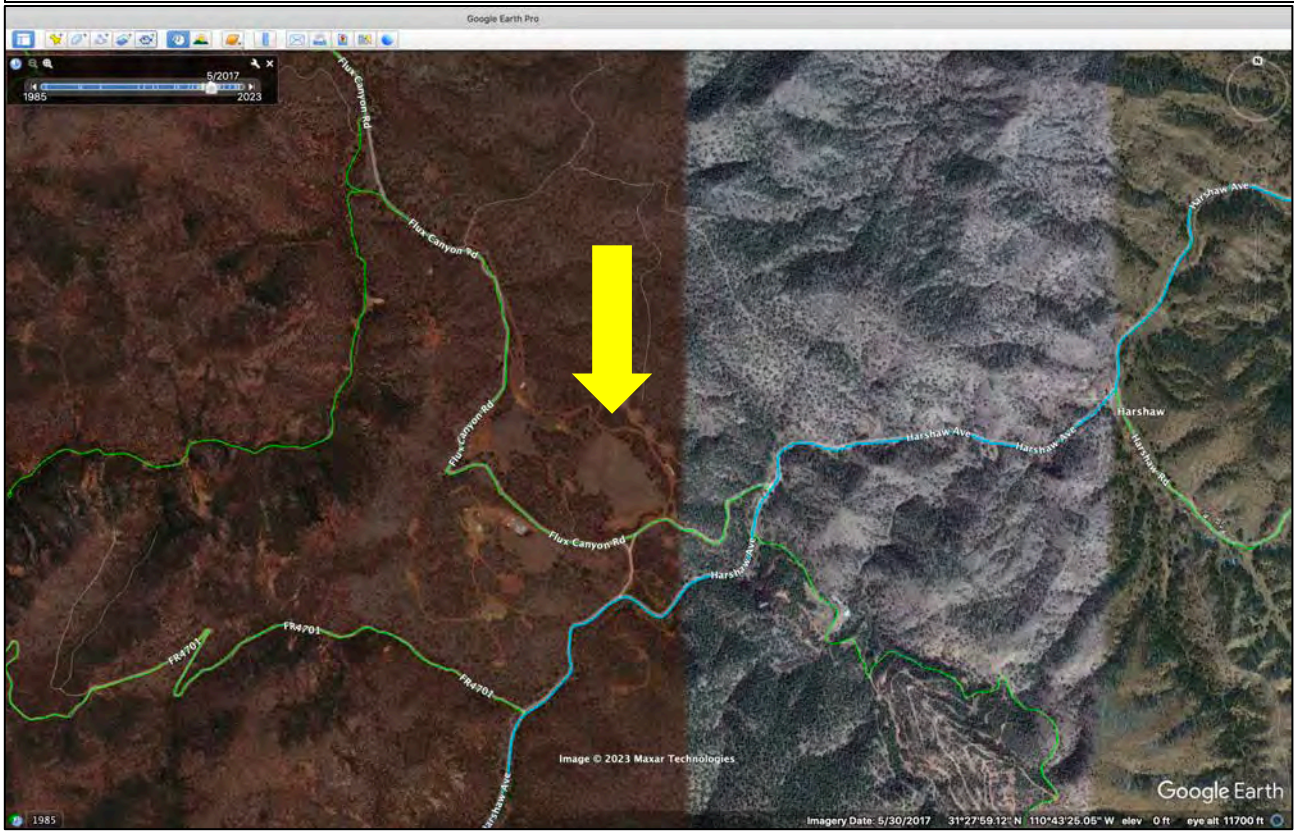 Google Earth Pro
5/2017
1985
2023
Flux Canyon Rd
Harshaw Ave
Flux Canyon Rd
Flux Canyon Rd
Harshaw
Harshaw Ave
Harshaw Ave
Harshaw Rd
Flux Canyon Rd
Harshaw Ave
FR4701
FR4701
FR4701
Image © 2023 Maxar Technologies
Harshaw Ave
Google Earth
1985
Imagery Date: 5/30/2017 31°27'59.12" N 110°43'25.05" W elev 0 ft eye alt 11700 ft
N